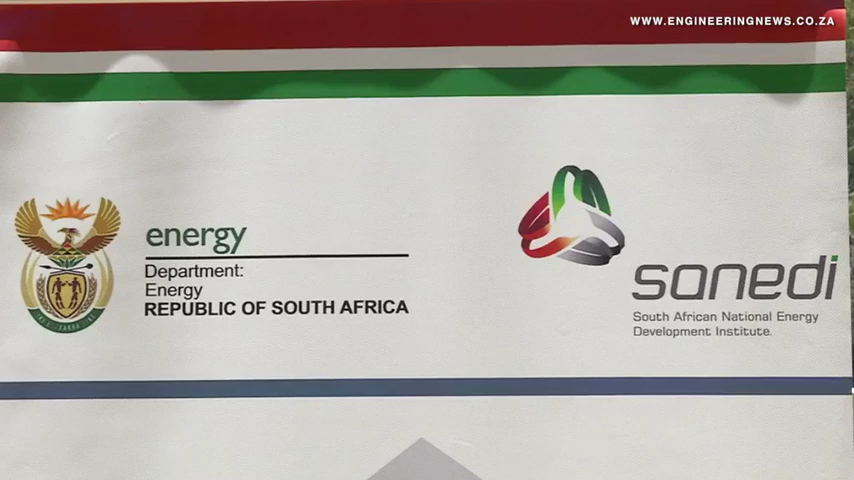 WWW.ENGINEERINGNEWS.CO.ZA
energy
Department:
Energy
REPUBLIC OF SOUTH AFRICA
sanedi
South African National Energy
Development Institute.